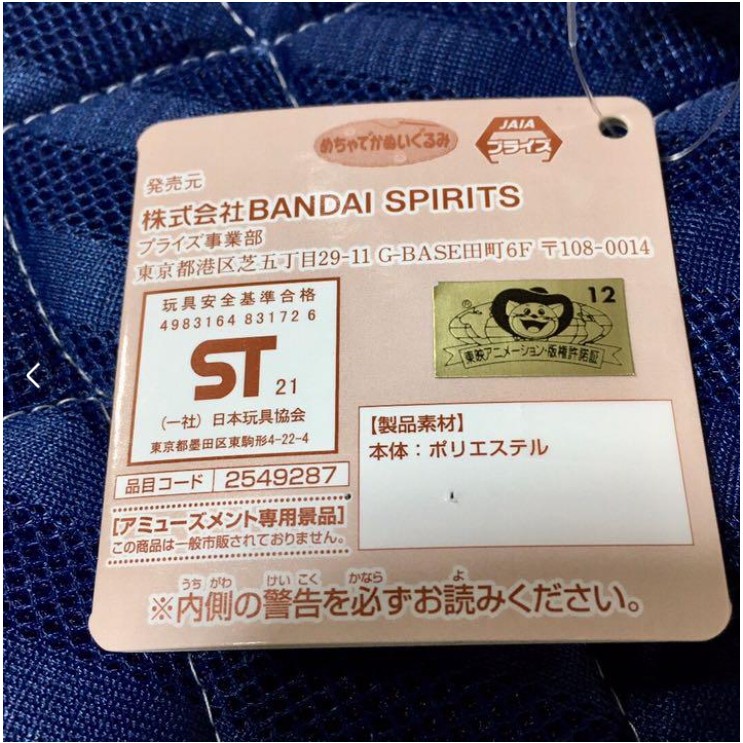 めちゃでかぬいぐるみ
JAIA
プライズ
発売元
株式会社BANDAI SPIRITS
プライズ事業部
東京都港区芝五丁目29-11 G-BASE田町6F 〒108-0014
玩具安全基準合格
4983164 83172 6
ST 21
(一社) 日本玩具協会
東京都墨田区東駒形4-22-4
12
東映アニメーション・版権許諾証
【製品素材】
本体:ポリエステル
品目コード 2549287
【アミューズメント専用景品】
この商品は一般市販されておりません。
うちがわ けいこく かなら よ
※内側の警告を必ずお読みください。